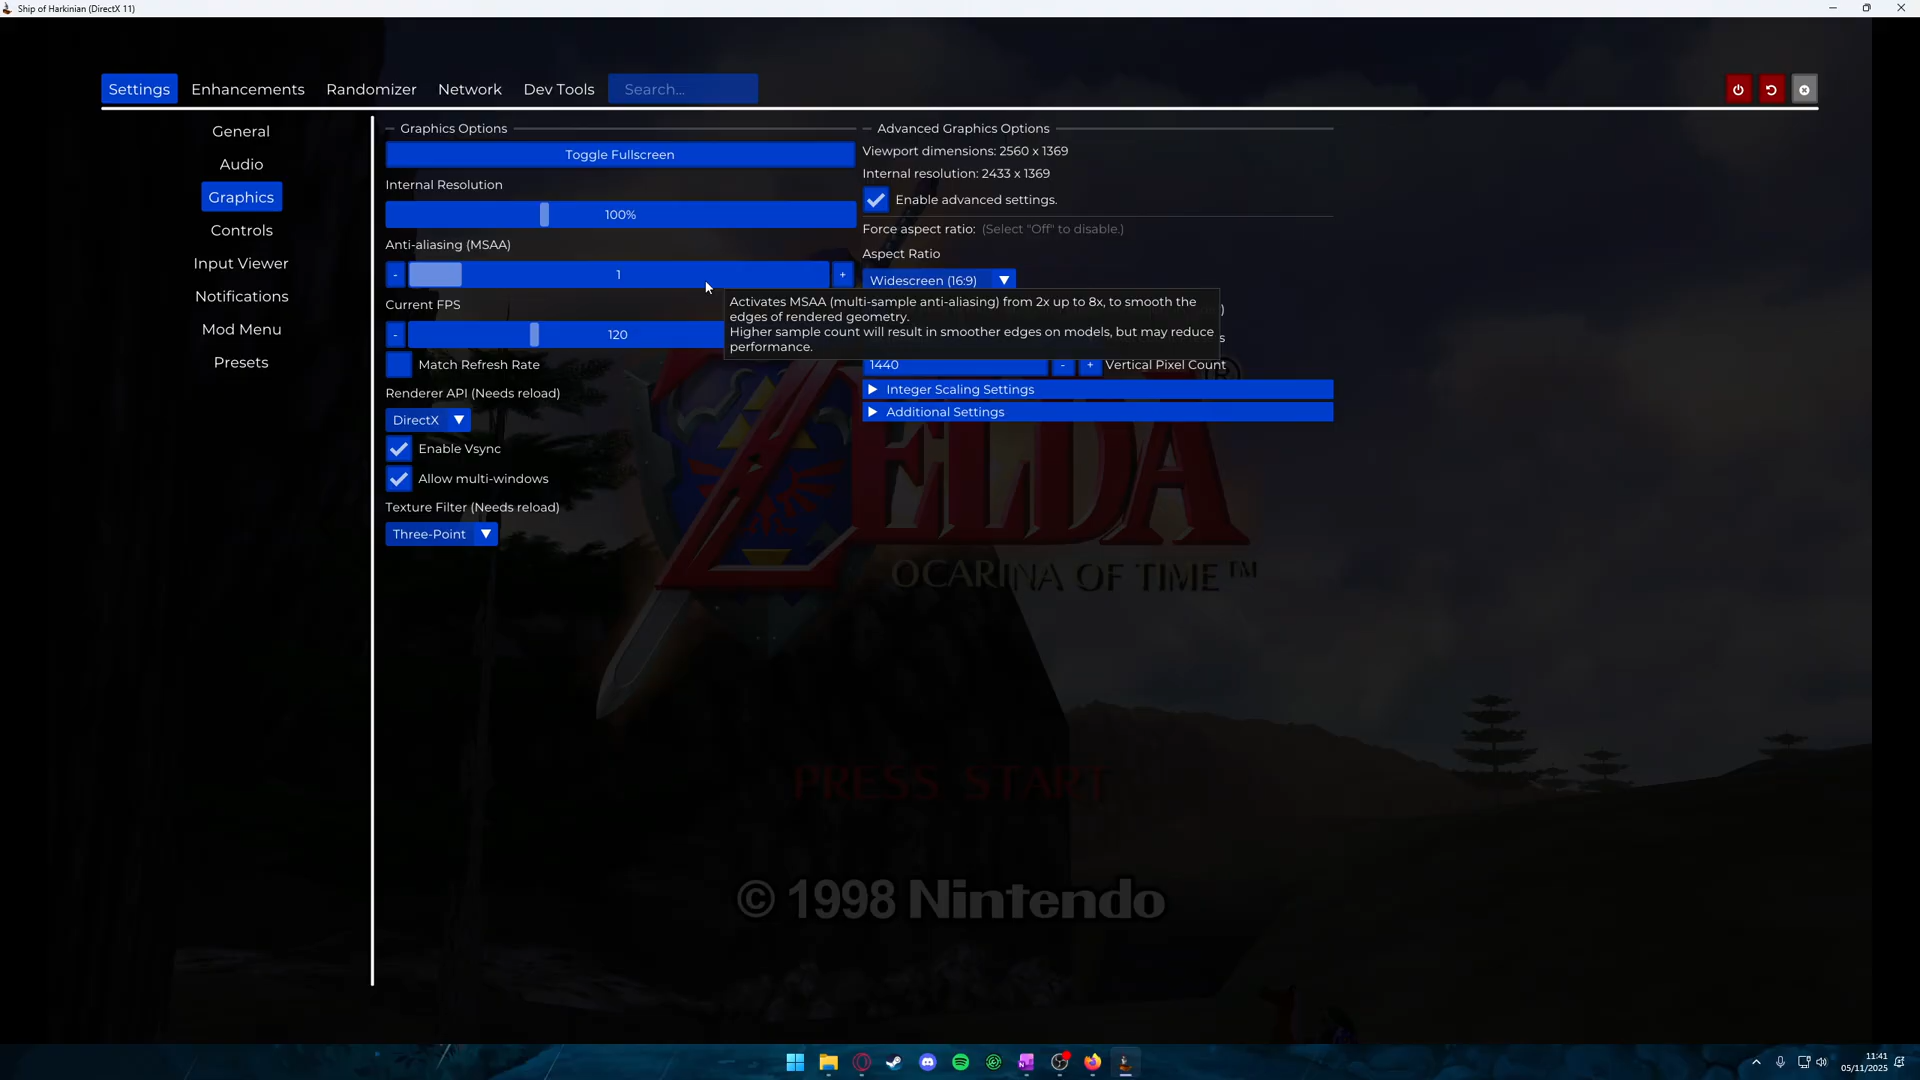 Ship of Harkinian (DirectX 11)
Settings Enhancements Randomizer Network Dev Tools Search...
General
Audio
Graphics
Controls
Input Viewer
Notifications
Mod Menu
Presets
Graphics Options
Toggle Fullscreen
Internal Resolution
100%
Anti-aliasing (MSAA)
- 1 +
Current FPS
- 120
Match Refresh Rate
Renderer API (Needs reload)
DirectX
Enable Vsync
Allow multi-windows
Texture Filter (Needs reload)
Three-Point
Advanced Graphics Options
Viewport dimensions: 2560 x 1369
Internal resolution: 2433 x 1369
Enable advanced settings.
Force aspect ratio: (Select "Off" to disable.)
Aspect Ratio
Widescreen (16:9)
Activates MSAA (multi-sample anti-aliasing) from 2x up to 8x, to smooth the
edges of rendered geometry.
Higher sample count will result in smoother edges on models, but may reduce
performance.
1440 - + Vertical Pixel Count
Integer Scaling Settings
Additional Settings
ZELDA ®
OCARINA OF TIME™
PRESS START
© 1998 Nintendo
11:41
05/11/2025